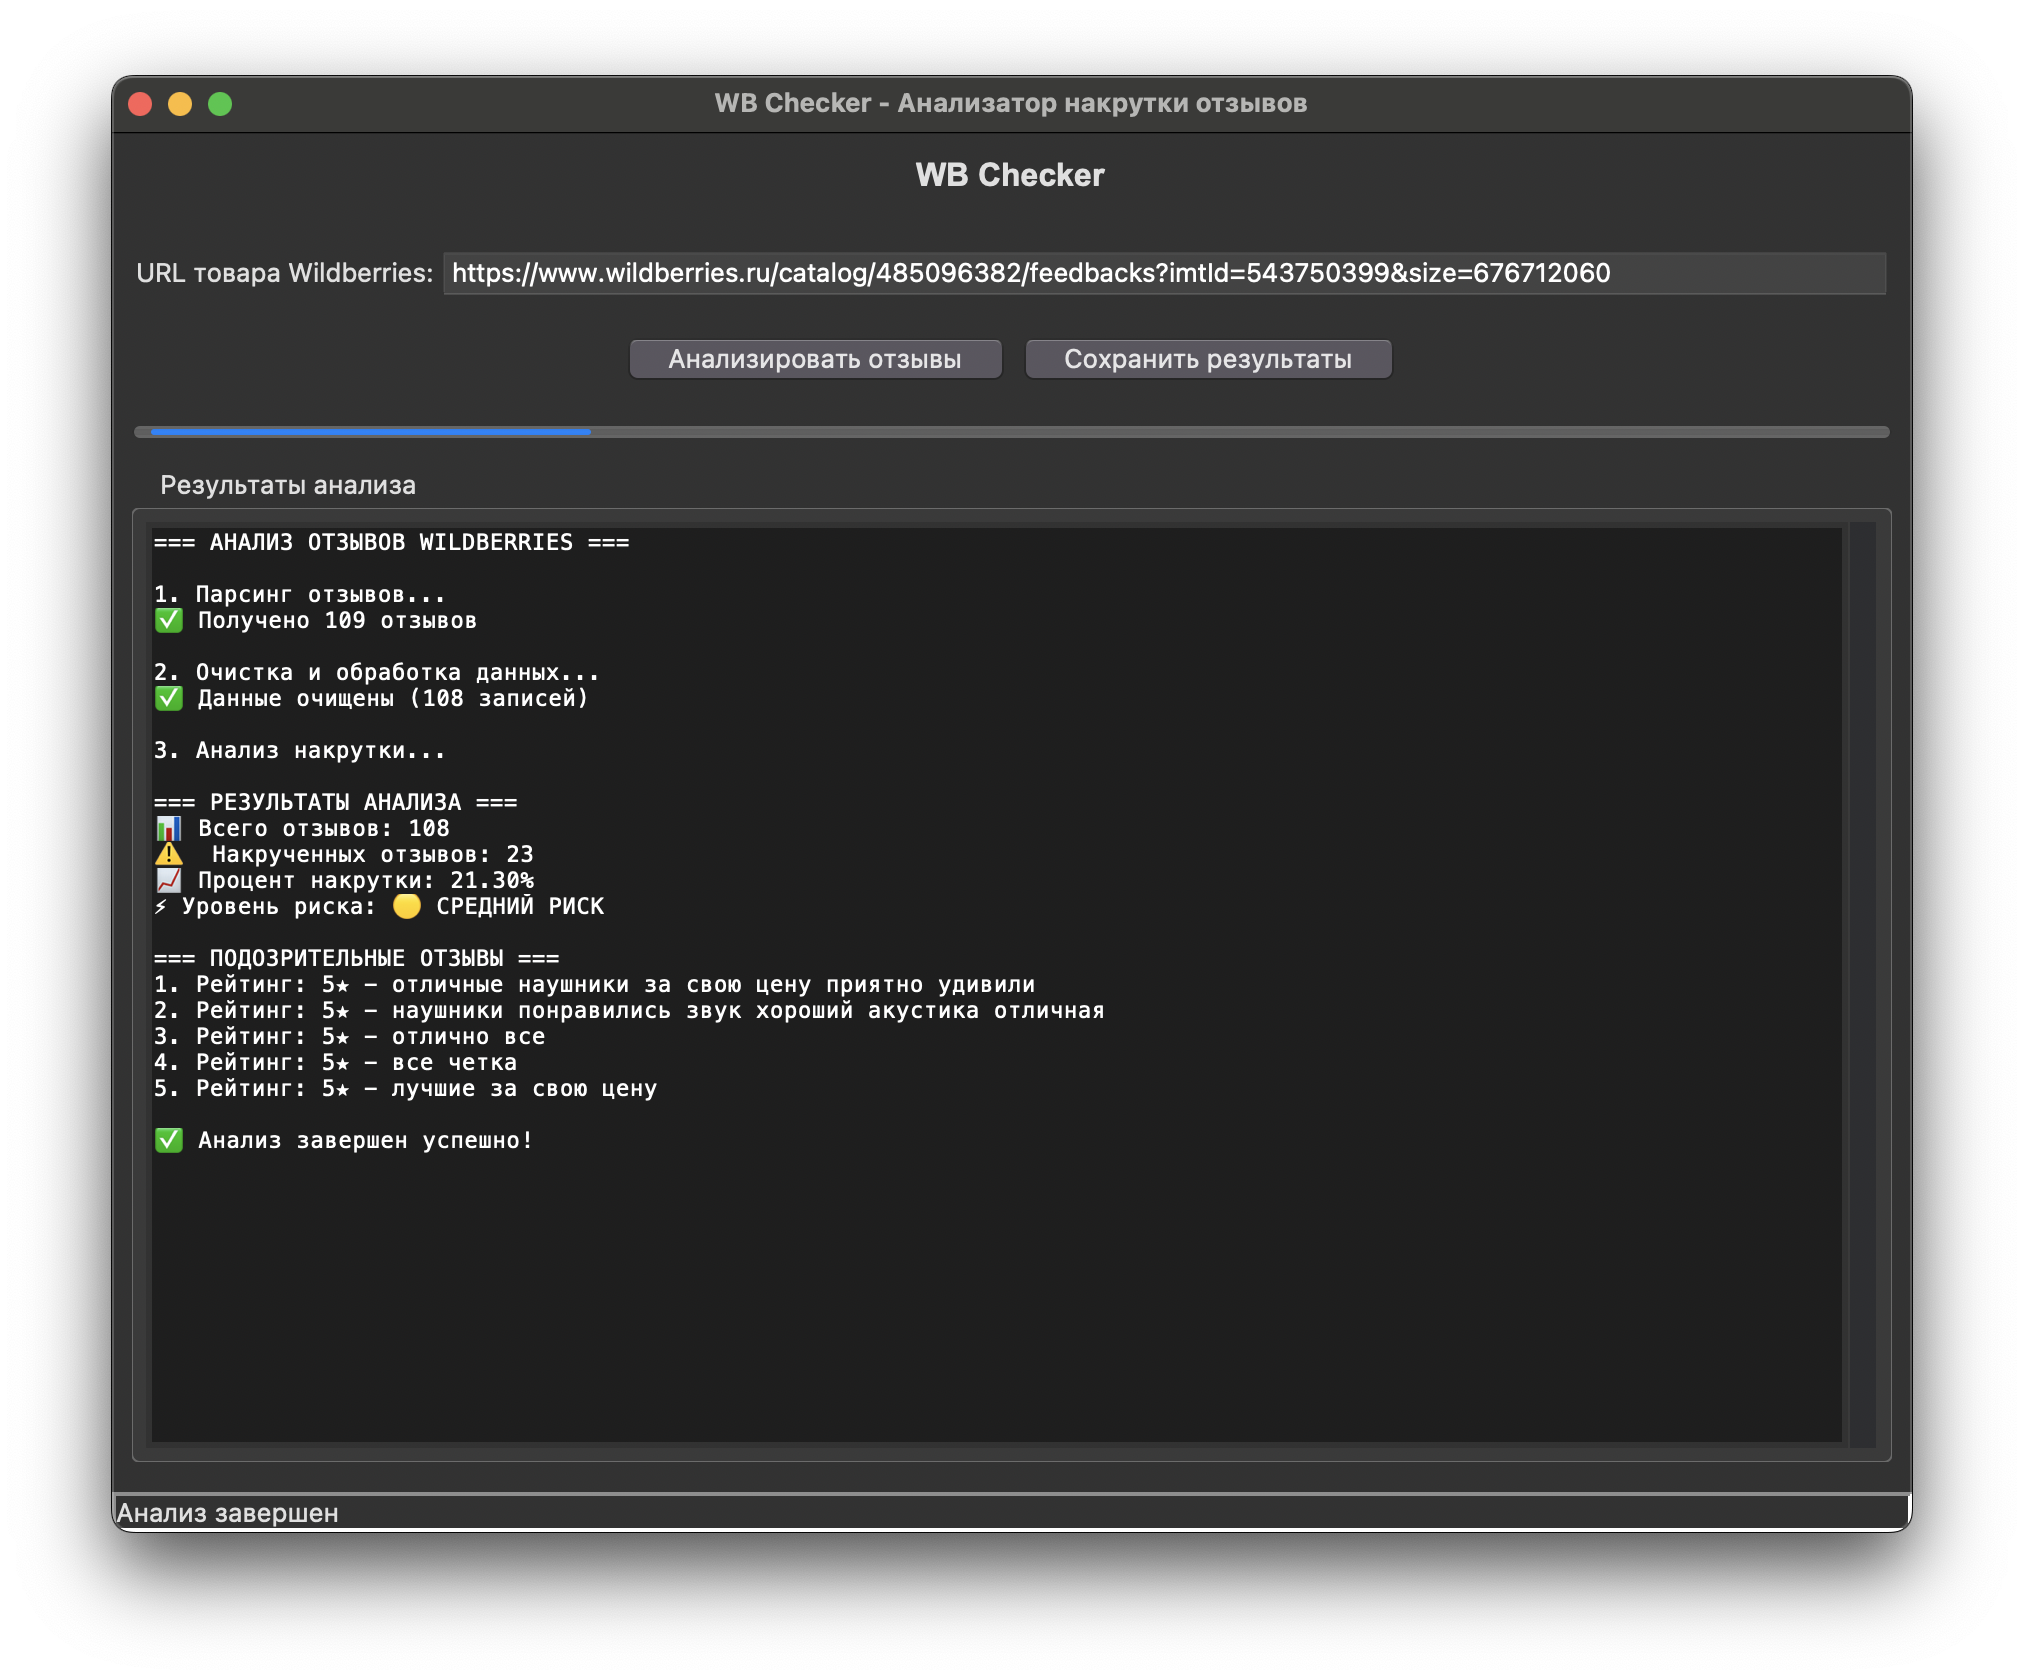 WB Checker - Анализатор накрутки отзывов
WB Checker
URL товара Wildberries: https://www.wildberries.ru/catalog/485096382/feedbacks?imtId=543750399&size=676712060
Анализировать отзывы Сохранить результаты
Результаты анализа
=== АНАЛИЗ ОТЗЫВОВ WILDBERRIES ===
1. Парсинг отзывов...
✅ Получено 109 отзывов
2. Очистка и обработка данных...
✅ Данные очищены (108 записей)
3. Анализ накрутки...
=== РЕЗУЛЬТАТЫ АНАЛИЗА ===
📊 Всего отзывов: 108
⚠️ Накрученных отзывов: 23
📈 Процент накрутки: 21.30%
⚡ Уровень риска: 🟡 СРЕДНИЙ РИСК
=== ПОДОЗРИТЕЛЬНЫЕ ОТЗЫВЫ ===
1. Рейтинг: 5★ - отличные наушники за свою цену приятно удивили
2. Рейтинг: 5★ - наушники понравились звук хороший акустика отличная
3. Рейтинг: 5★ - отлично все
4. Рейтинг: 5★ - все четка
5. Рейтинг: 5★ - лучшие за свою цену
✅ Анализ завершен успешно!
Анализ завершен